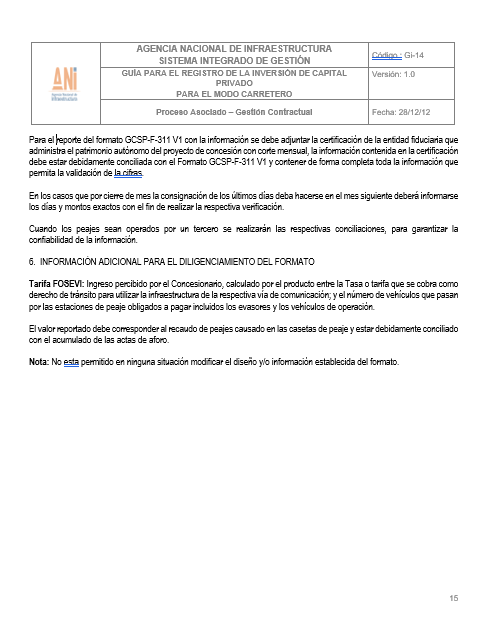 AGENCIA NACIONAL DE INFRAESTRUCTURA
SISTEMA INTEGRADO DE GESTIÓN
Código.: GI-14
ANI
Agencia Nacional de
Infraestructura
GUÍA PARA EL REGISTRO DE LA INVERSIÓN DE CAPITAL
PRIVADO
PARA EL MODO CARRETERO
Versión: 1.0
Proceso Asociado – Gestión Contractual
Fecha: 28/12/12
Para el reporte del formato GCSP-F-311 V1 con la información se debe adjuntar la certificación de la entidad fiduciaria que
administra el patrimonio autónomo del proyecto de concesión con corte mensual, la información contenida en la certificación
debe estar debidamente conciliada con el Formato GCSP-F-311 V1 y contener de forma completa toda la información que
permita la validación de la cifras.
En los casos que por cierre de mes la consignación de los últimos días deba hacerse en el mes siguiente deberá informarse
los días y montos exactos con el fin de realizar la respectiva verificación.
Cuando los peajes sean operados por un tercero se realizarán las respectivas conciliaciones, para garantizar la
confiabilidad de la información.
6. INFORMACIÓN ADICIONAL PARA EL DILIGENCIAMIENTO DEL FORMATO
Tarifa FOSEVI: Ingreso percibido por el Concesionario, calculado por el producto entre la Tasa o tarifa que se cobra como
derecho de tránsito para utilizar la infraestructura de la respectiva vía de comunicación; y el número de vehículos que pasan
por las estaciones de peaje obligados a pagar incluidos los evasores y los vehículos de operación.
El valor reportado debe corresponder al recaudo de peajes causados en las casetas de peaje y estar debidamente conciliado
con el acumulado de las actas de aforo.
Nota: No esta permitido en ninguna situación modificar el diseño y/o información establecida del formato.
15